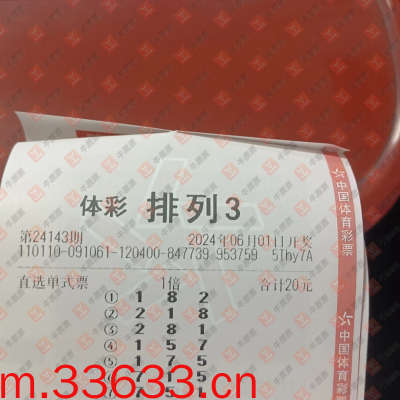 体彩 排列3
第24143期 2024年06月01日开奖
110110-091061-120400-847739 953759 5Tby7A
直选单式票 1倍 合计20元
① 1 8 2
② 2 1 8
③ 2 8 1
④ 1 7 5
⑤ 1 5 7
中国体育彩票
中国体育彩票
m.33633.cn